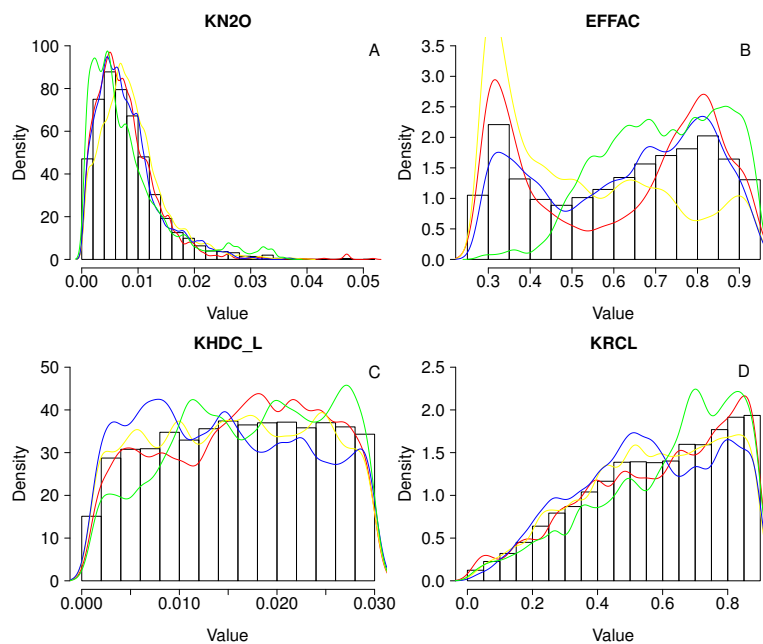 KN2O
A
Density
100
80
60
40
20
0
0.00 0.01 0.02 0.03 0.04 0.05
Value
EFFAC
B
Density
3.5
3.0
2.5
2.0
1.5
1.0
0.5
0.0
0.3 0.4 0.5 0.6 0.7 0.8 0.9
Value
KHDC_L
C
Density
50
40
30
20
10
0
0.000 0.010 0.020 0.030
Value
KRCL
D
Density
2.5
2.0
1.5
1.0
0.5
0.0
0.0 0.2 0.4 0.6 0.8
Value